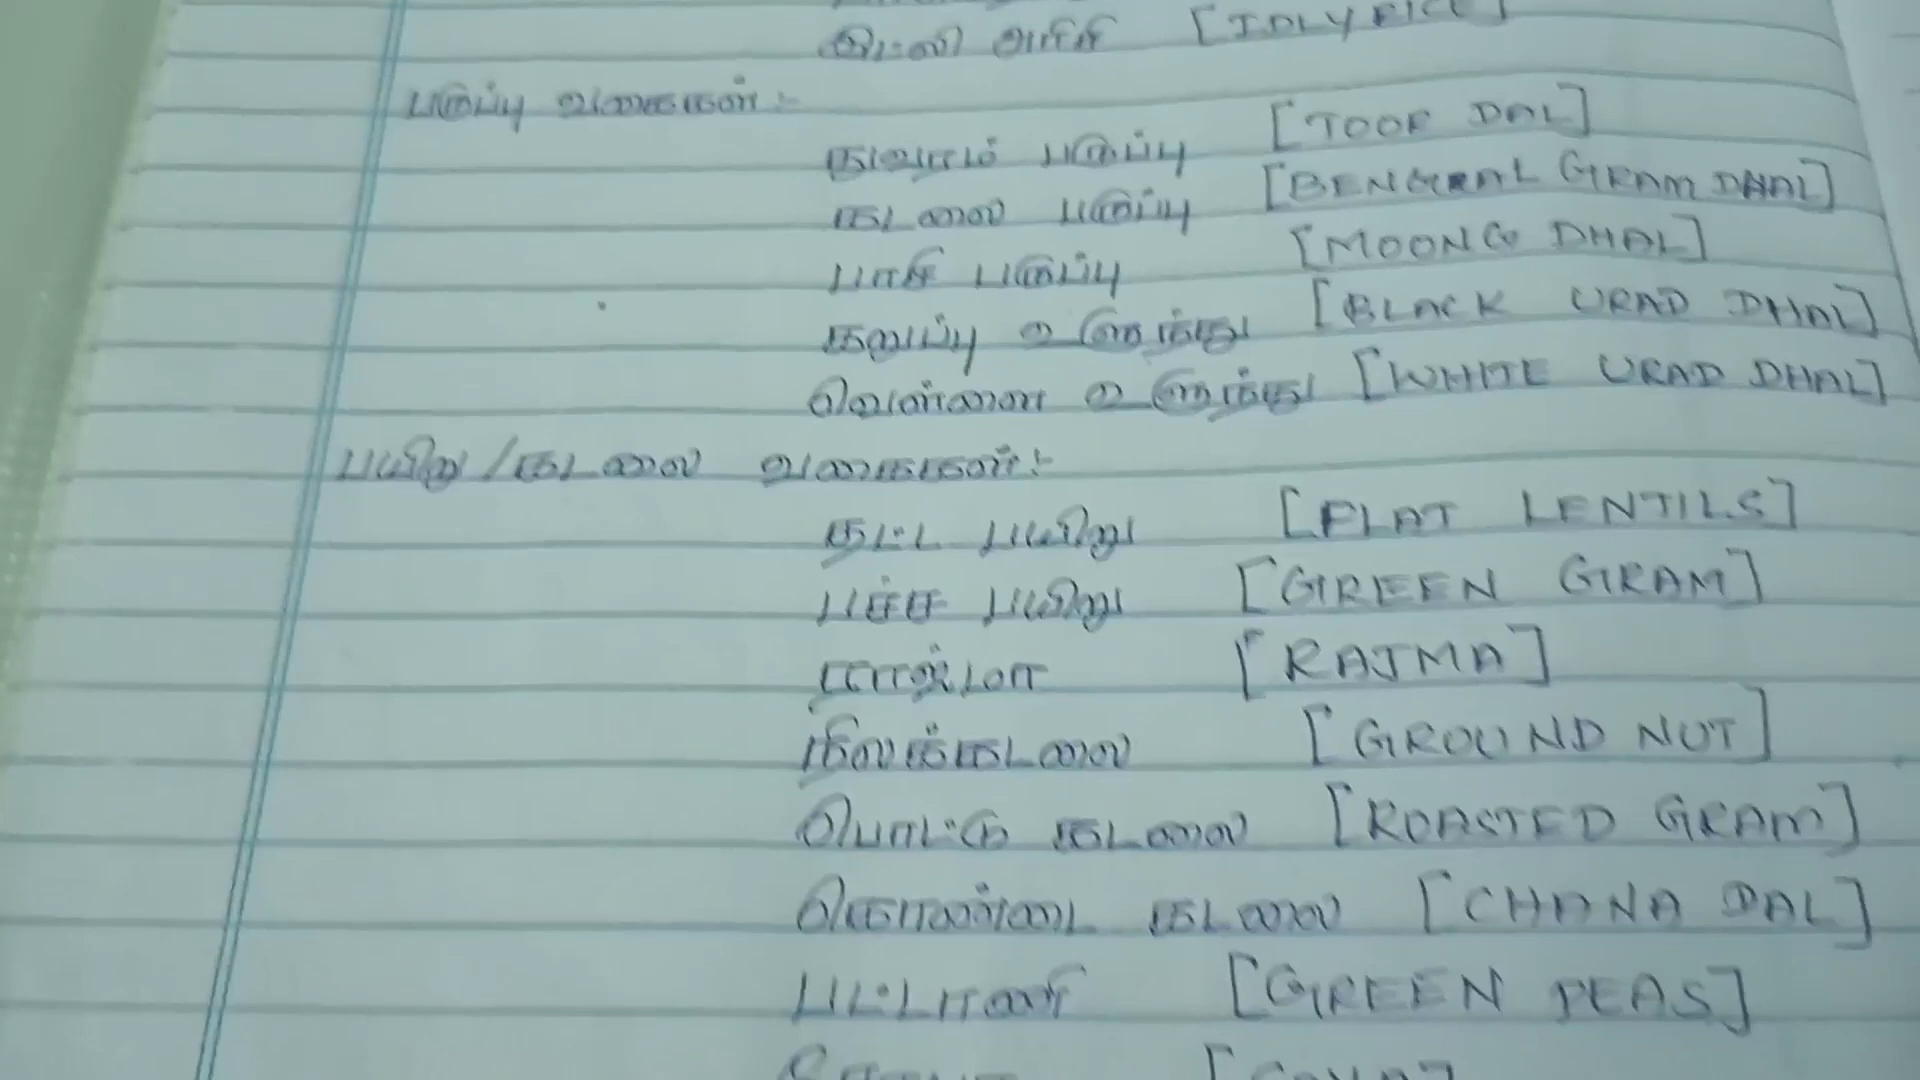 இட்லி அரிசி [IDLY RICE]
பருப்பு வகைகள் :-
துவரம் பருப்பு [TOOR DAL]
கடலை பருப்பு [BENGRAL GRAM DHAL]
பாசி பருப்பு [MOONG DHAL]
கறுப்பு உளுந்து [BLACK URAD DHAL]
வெள்ளை உளுந்து [WHITE URAD DHAL]
பயிறு / கடலை வகைகள் :-
தட்ட பயிறு [FLAT LENTILS]
பச்ச பயிறு [GREEN GRAM]
ராஜ்மா [RAJMA]
நிலக்கடலை [GROUND NUT]
பொட்டு கடலை [ROASTED GRAM]
கொண்டை கடலை [CHANA DAL]
பட்டாணி [GREEN PEAS]